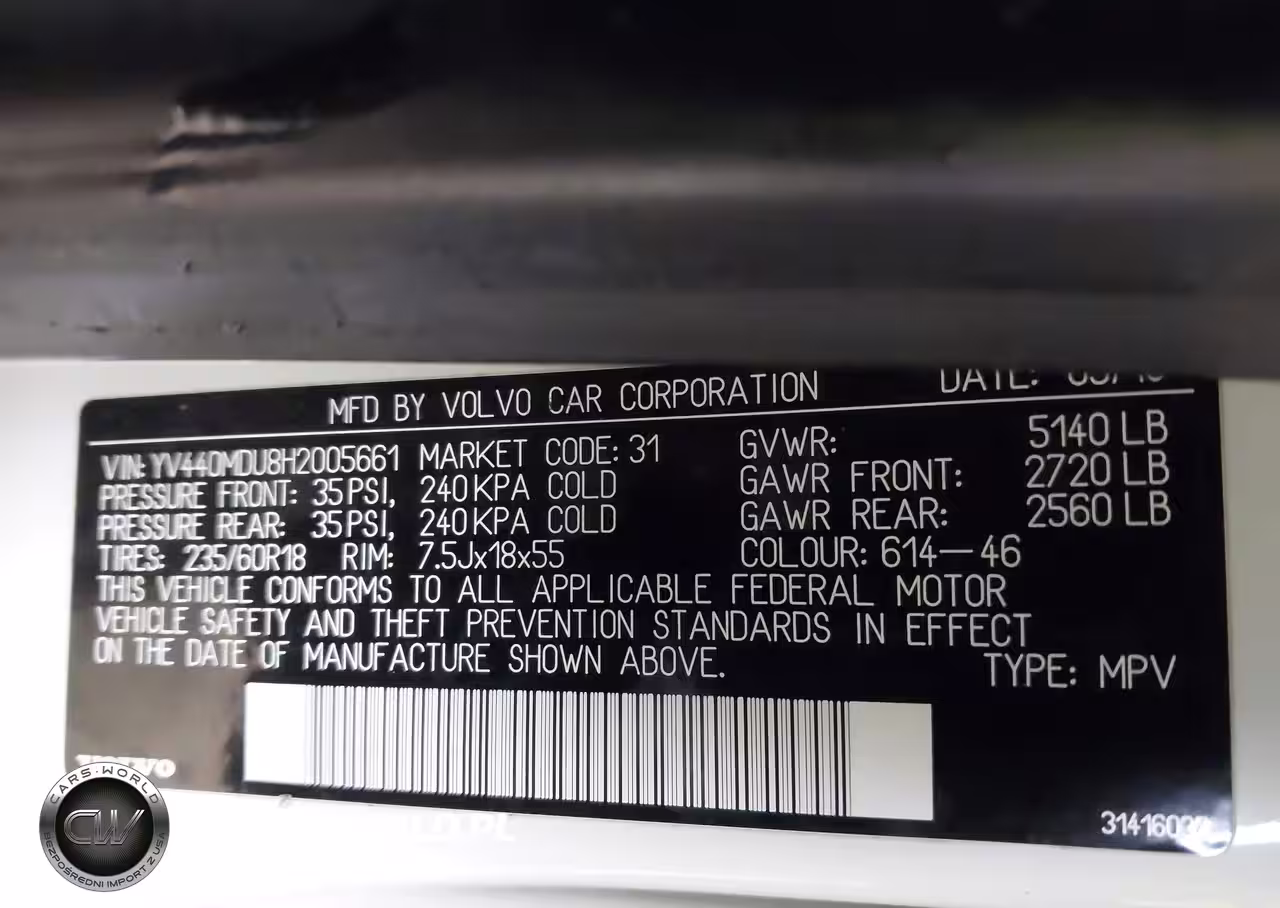 MFD BY VOLVO CAR CORPORATION DATE:
VIN: YV440MDU8H2005661 MARKET CODE: 31 GVWR: 5140 LB
PRESSURE FRONT: 35 PSI, 240 KPA COLD GAWR FRONT: 2720 LB
PRESSURE REAR: 35 PSI, 240 KPA COLD GAWR REAR: 2560 LB
TIRES: 235/60R18 RIM: 7.5Jx18x55 COLOUR: 614-46
THIS VEHICLE CONFORMS TO ALL APPLICABLE FEDERAL MOTOR
VEHICLE SAFETY AND THEFT PREVENTION STANDARDS IN EFFECT
ON THE DATE OF MANUFACTURE SHOWN ABOVE. TYPE: MPV
VOLVO
CARS-WORLD
CW
BEZPOŚREDNI IMPORT Z USA